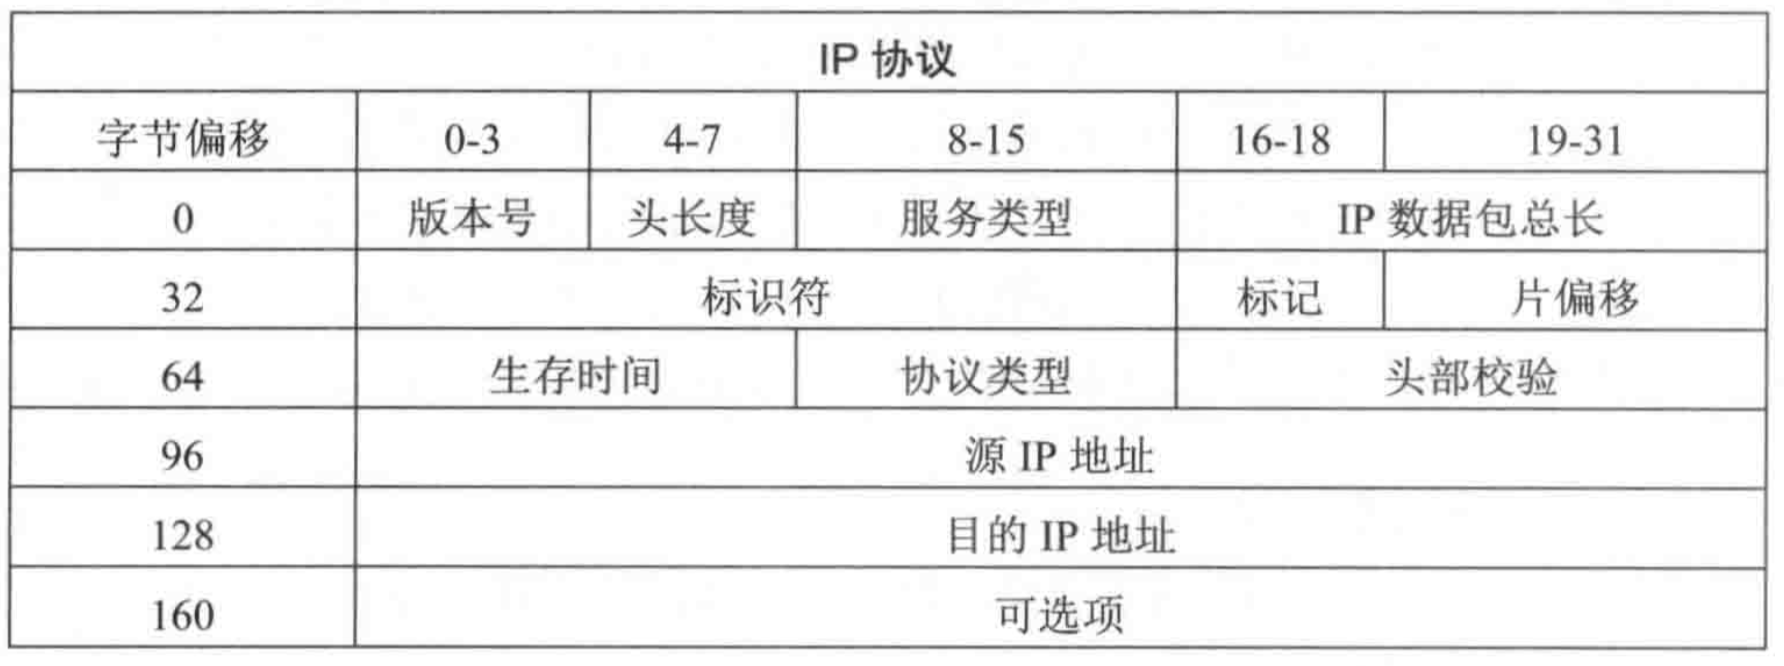 IP 协议
字节偏移 0-3 4-7 8-15 16-18 19-31
0 版本号 头长度 服务类型 IP 数据包总长
32 标识符 标记 片偏移
64 生存时间 协议类型 头部校验
96 源 IP 地址
128 目的 IP 地址
160 可选项